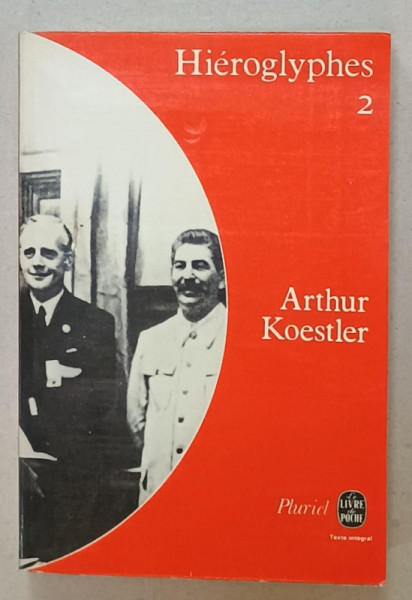 Hiéroglyphes
2
Arthur
Koestler
Pluriel
Le
LIVRE
de
POCHE
Texte intégral